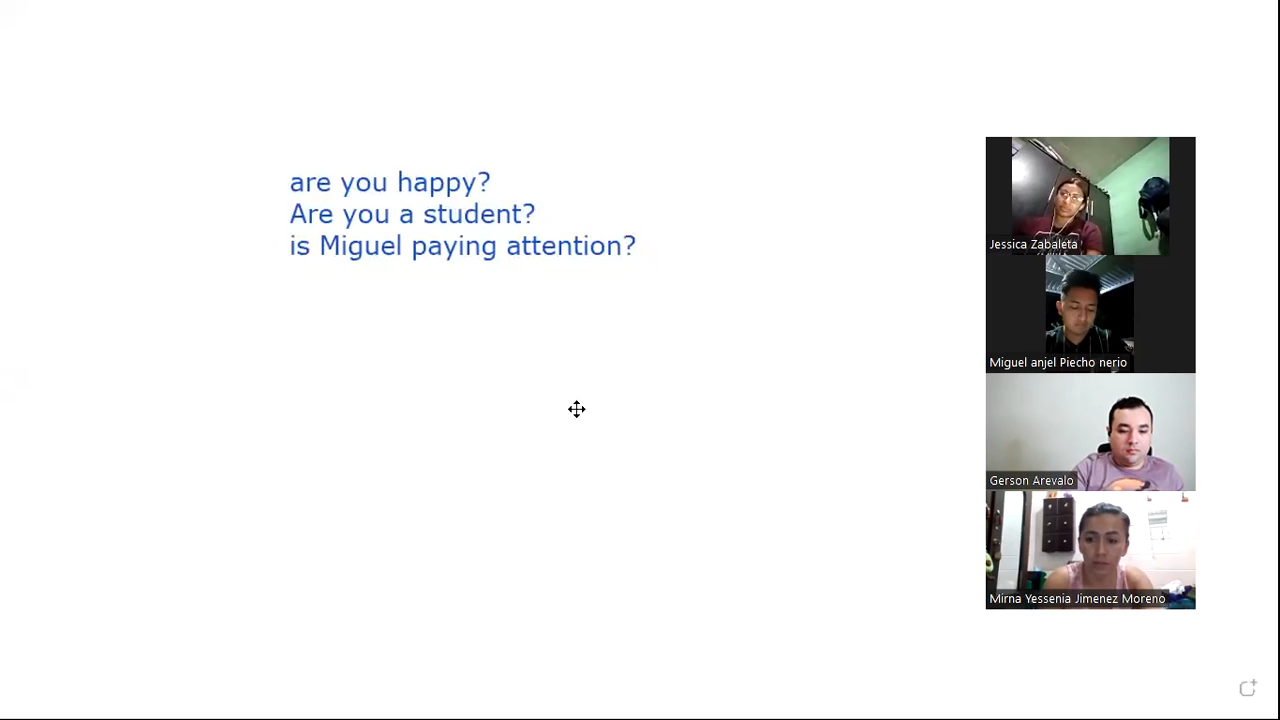 are you happy?
Are you a student?
is Miguel paying attention?
Jessica Zabaleta
Miguel anjel Piecho nerio
Gerson Arevalo
Mirna Yessenia Jimenez Moreno